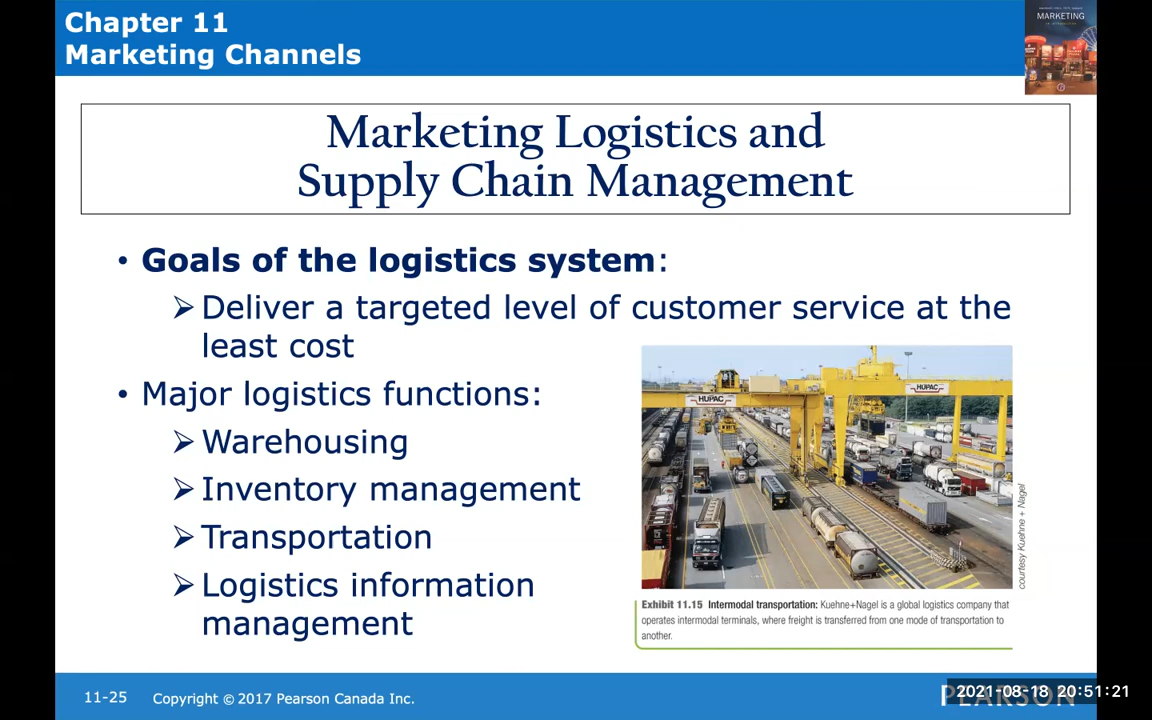 Chapter 11
Marketing Channels
MARKETING
Marketing Logistics and
Supply Chain Management
• Goals of the logistics system:
➢ Deliver a targeted level of customer service at the
least cost
• Major logistics functions:
➢ Warehousing
➢ Inventory management
➢ Transportation
➢ Logistics information
management
HUPAC
HUPAC
courtesy Kuehne + Nagel
Exhibit 11.15 Intermodal transportation: Kuehne+Nagel is a global logistics company that
operates intermodal terminals, where freight is transferred from one mode of transportation to
another.
11-25 Copyright © 2017 Pearson Canada Inc.
PEARSON
2021-08-18 20:51:21